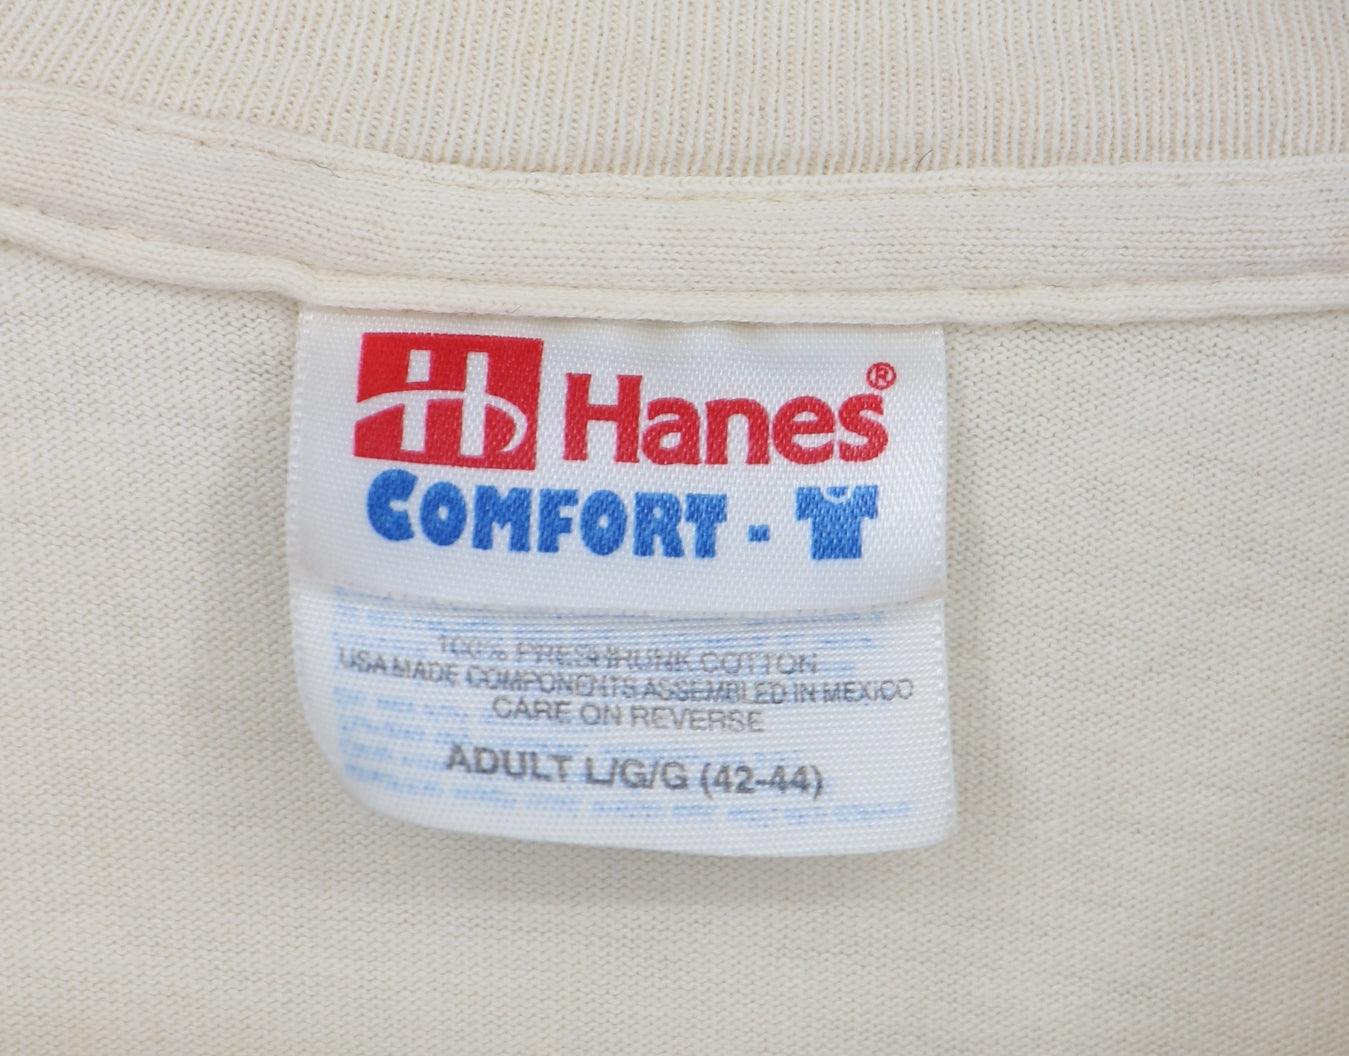 Hanes®
COMFORT -
100% PRESHRUNK COTTON
USA MADE COMPONENTS ASSEMBLED IN MEXICO
CARE ON REVERSE
ADULT L/G/G (42-44)